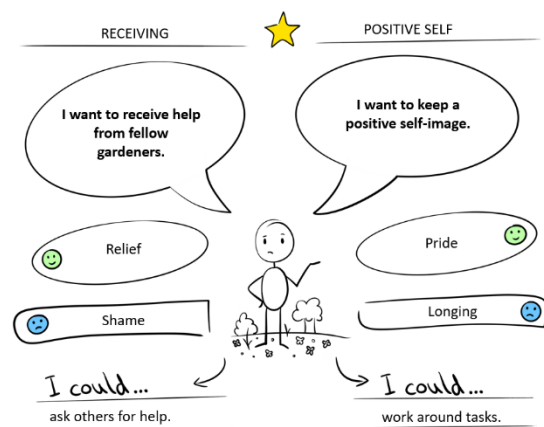 RECEIVING
POSITIVE SELF
I want to receive help
from fellow
gardeners.
I want to keep a
positive self-image.
Relief
Pride
Shame
Longing
I could...
ask others for help.
I could...
work around tasks.